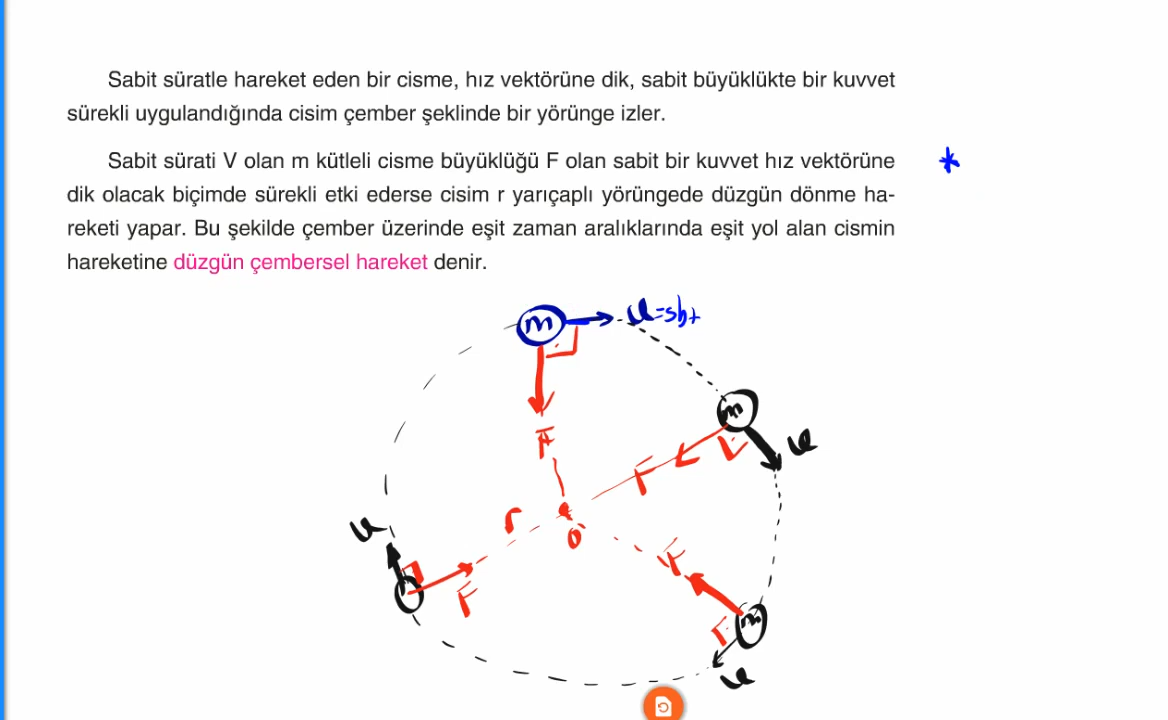 Sabit süratle hareket eden bir cisme, hız vektörüne dik, sabit büyüklükte bir kuvvet
sürekli uygulandığında cisim çember şeklinde bir yörünge izler.
Sabit sürati V olan m kütleli cisme büyüklüğü F olan sabit bir kuvvet hız vektörüne
dik olacak biçimde sürekli etki ederse cisim r yarıçaplı yörüngede düzgün dönme ha-
reketi yapar. Bu şekilde çember üzerinde eşit zaman aralıklarında eşit yol alan cismin
hareketine düzgün çembersel hareket denir.
m
u=sbt
m
u
F
F
r
O
u
F
F
m
u